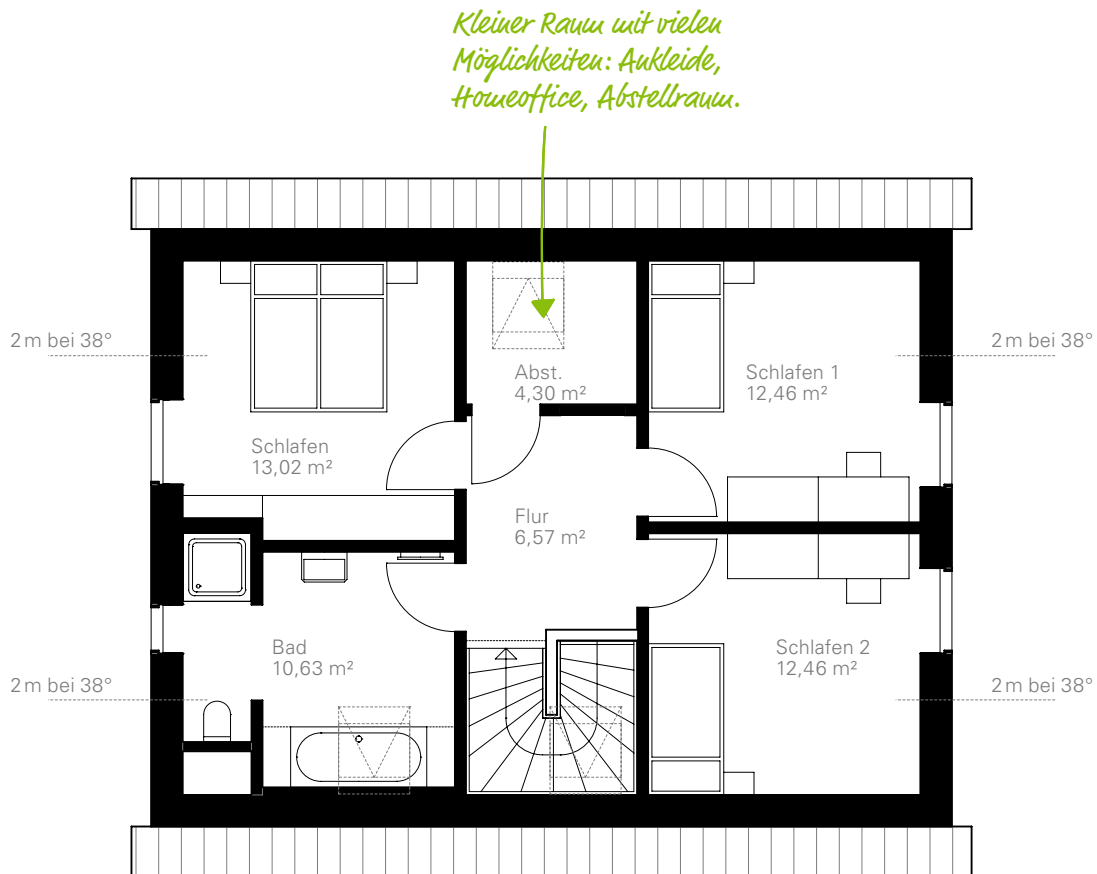 Kleiner Raum mit vielen
Möglichkeiten: Ankleide,
Homeoffice, Abstellraum.
2 m bei 38°
2 m bei 38°
Abst.
4,30 m²
Schlafen 1
12,46 m²
Schlafen
13,02 m²
Flur
6,57 m²
Bad
10,63 m²
Schlafen 2
12,46 m²
2 m bei 38°
2 m bei 38°